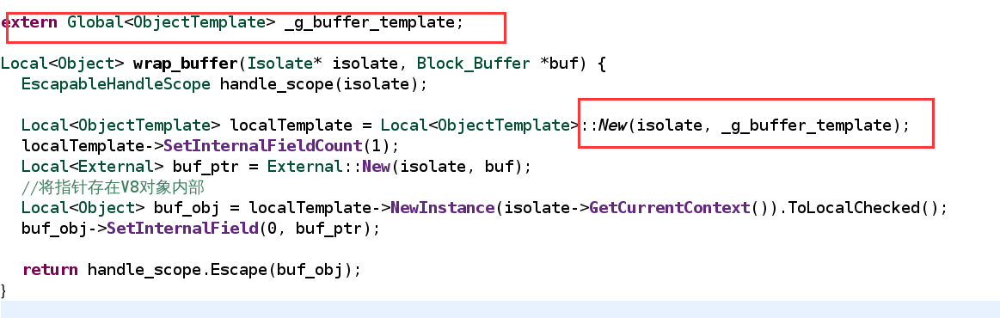 extern Global<ObjectTemplate> _g_buffer_template;
Local<Object> wrap_buffer(Isolate* isolate, Block_Buffer *buf) {
EscapableHandleScope handle_scope(isolate);
Local<ObjectTemplate> localTemplate = Local<ObjectTemplate>::New(isolate, _g_buffer_template);
localTemplate->SetInternalFieldCount(1);
Local<External> buf_ptr = External::New(isolate, buf);
//将指针存在V8对象内部
Local<Object> buf_obj = localTemplate->NewInstance(isolate->GetCurrentContext()).ToLocalChecked();
buf_obj->SetInternalField(0, buf_ptr);
return handle_scope.Escape(buf_obj);
}